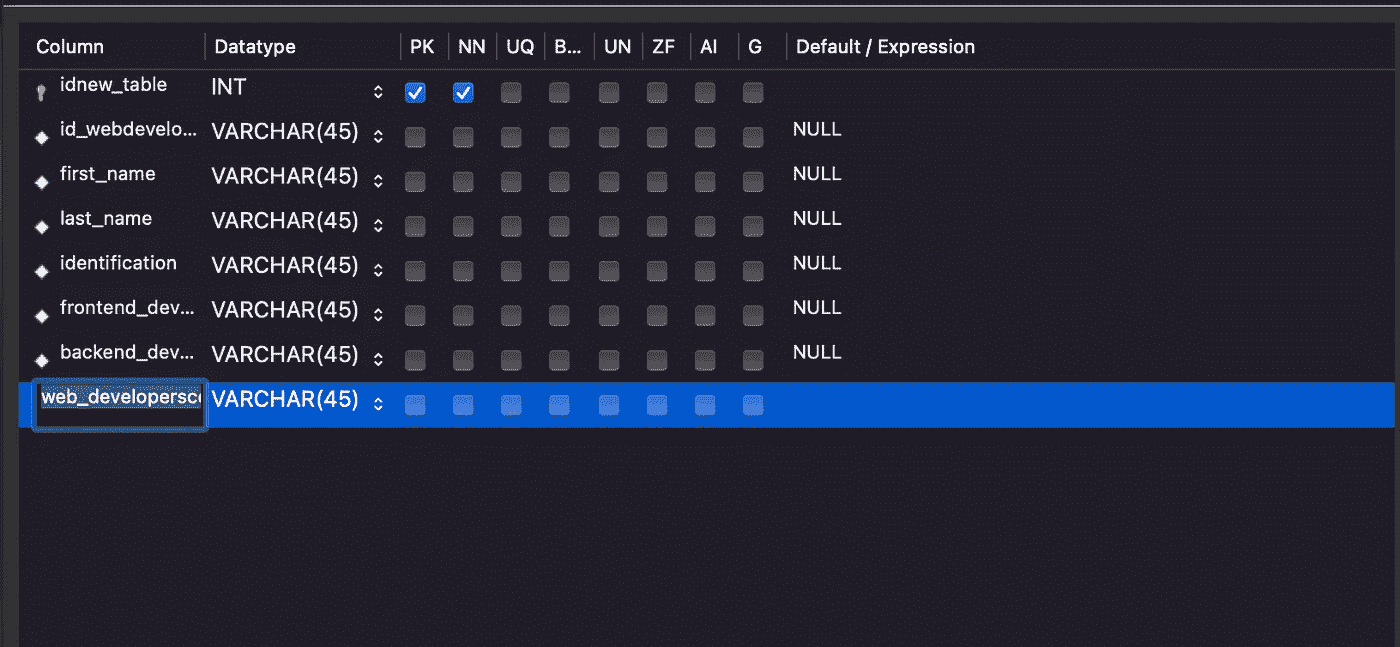 Column Datatype PK NN UQ B... UN ZF AI G Default / Expression
idnew_table INT
id_webdevelo... VARCHAR(45) NULL
first_name VARCHAR(45) NULL
last_name VARCHAR(45) NULL
identification VARCHAR(45) NULL
frontend_dev... VARCHAR(45) NULL
backend_dev... VARCHAR(45) NULL
web_developersc VARCHAR(45)